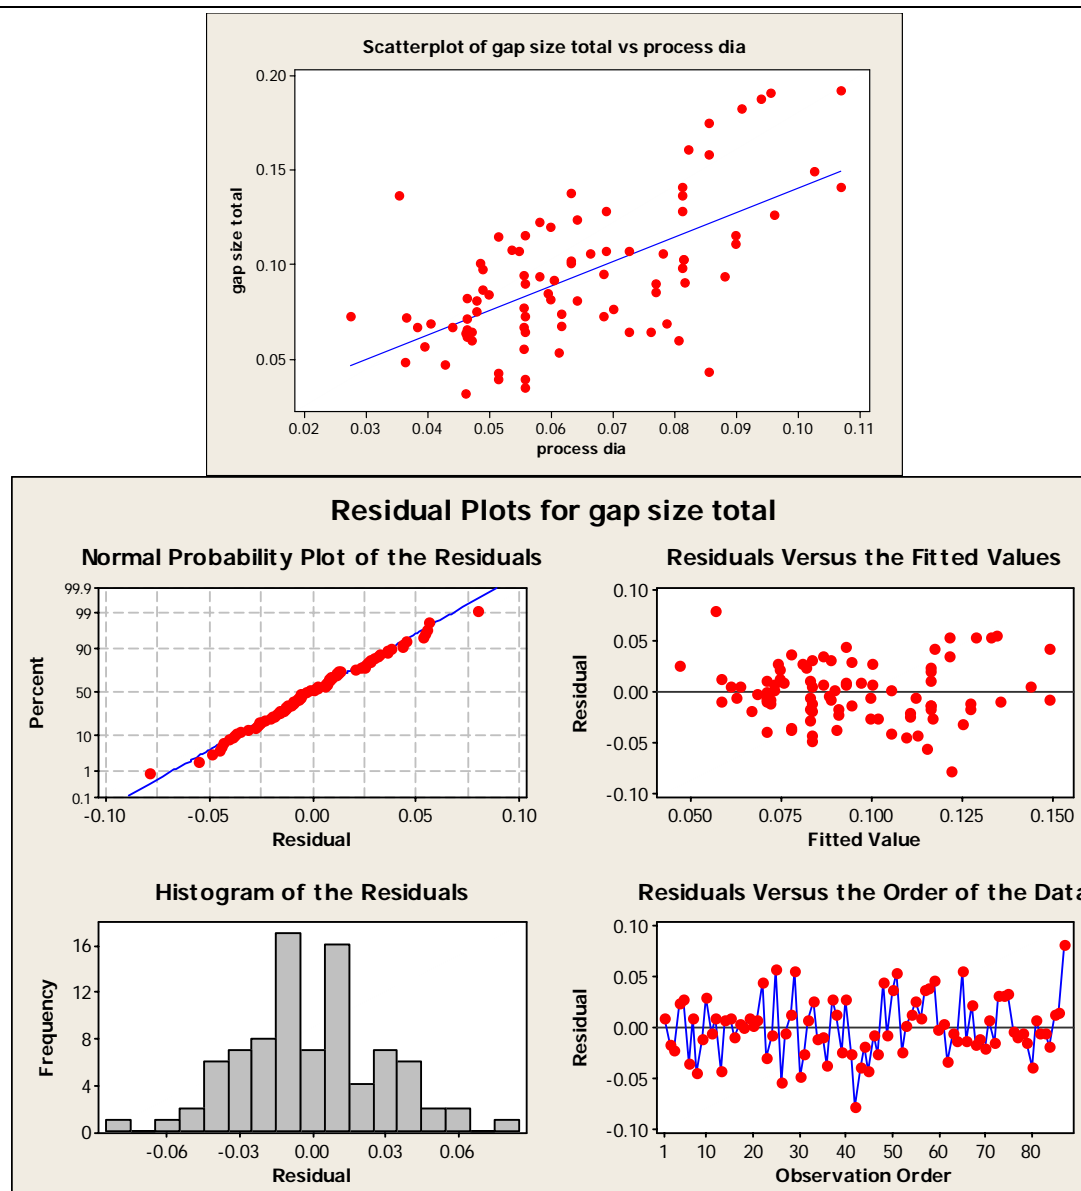 Scatterplot of gap size total vs process dia
0.20
0.15
0.10
0.05
gap size total
0.02 0.03 0.04 0.05 0.06 0.07 0.08 0.09 0.10 0.11
process dia
Residual Plots for gap size total
Normal Probability Plot of the Residuals
99.9
99
90
50
10
1
0.1
Percent
-0.10 -0.05 0.00 0.05 0.10
Residual
Residuals Versus the Fitted Values
0.10
0.05
0.00
-0.05
-0.10
Residual
0.050 0.075 0.100 0.125 0.150
Fitted Value
Histogram of the Residuals
16
12
8
4
0
Frequency
-0.06 -0.03 0.00 0.03 0.06
Residual
Residuals Versus the Order of the Data
0.10
0.05
0.00
-0.05
-0.10
Residual
1 10 20 30 40 50 60 70 80
Observation Order